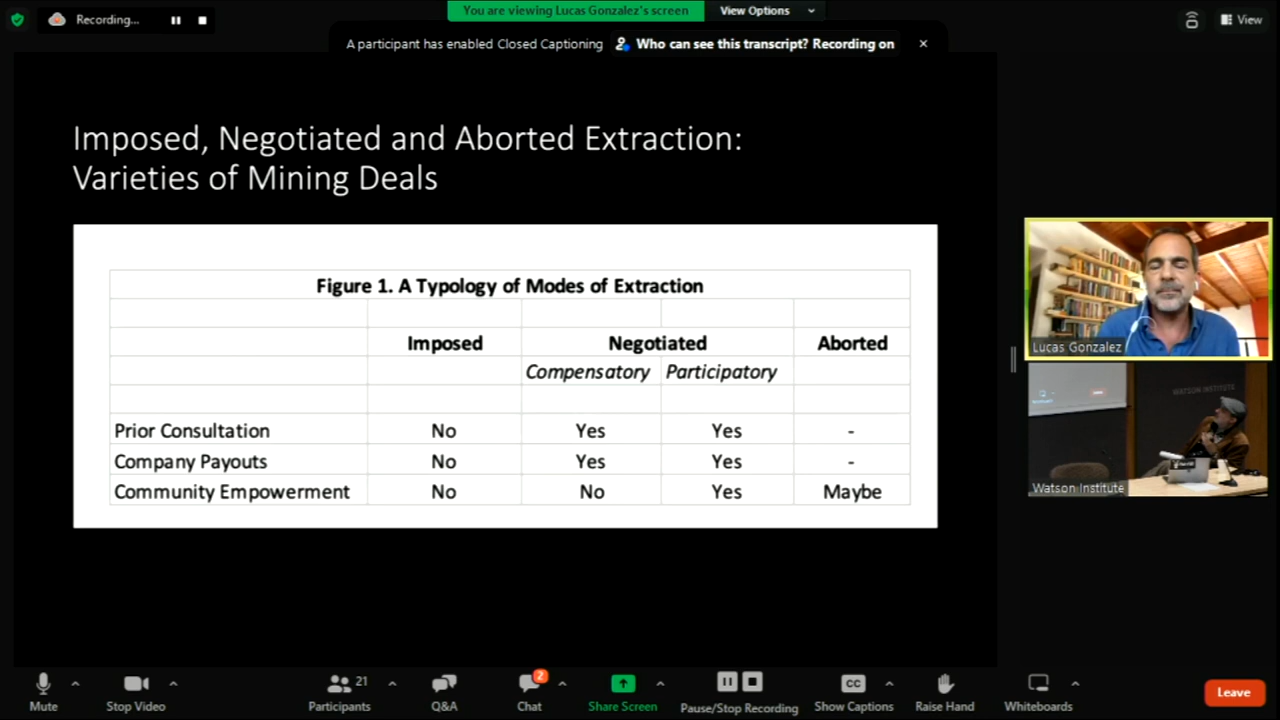 Recording...
You are viewing Lucas Gonzalez's screen
View Options
View
A participant has enabled Closed Captioning
Who can see this transcript? Recording on
Imposed, Negotiated and Aborted Extraction:
Varieties of Mining Deals
Figure 1. A Typology of Modes of Extraction
Imposed Negotiated Aborted
Compensatory Participatory
Prior Consultation No Yes Yes -
Company Payouts No Yes Yes -
Community Empowerment No No Yes Maybe
Lucas Gonzalez
WATSON INSTITUTE
Watson Institute
Mute
Stop Video
21
Participants
Q&A
2
Chat
Share Screen
Pause/Stop Recording
CC
Show Captions
Raise Hand
Whiteboards
Leave